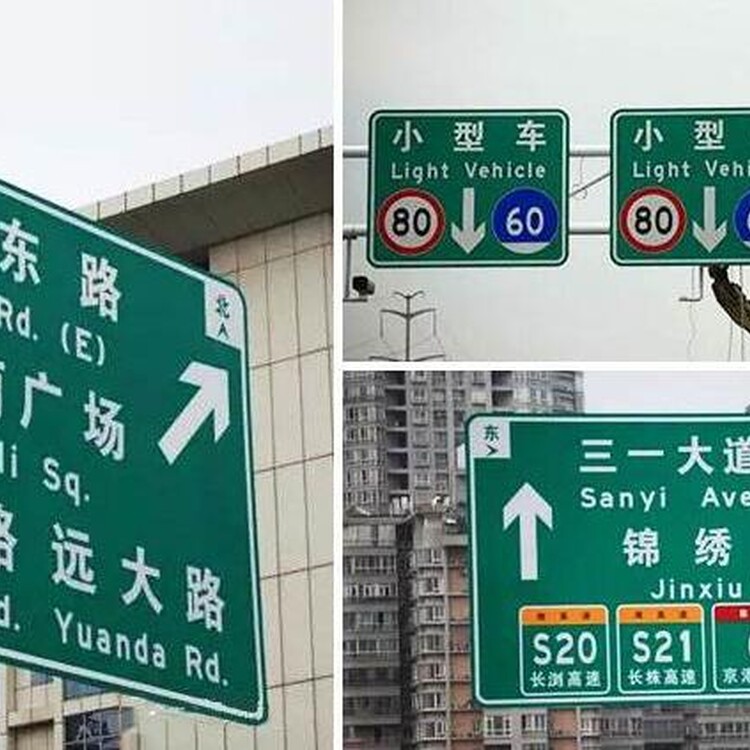 东路
Rd. (E)
北
广场
Sq.
远大路
Yuanda Rd.
小型车
Light Vehicle
80 60
小型
Light
80
东
三一大道
Sanyi
锦绣
Jinxiu
S20 S21
长浏高速 长株高速